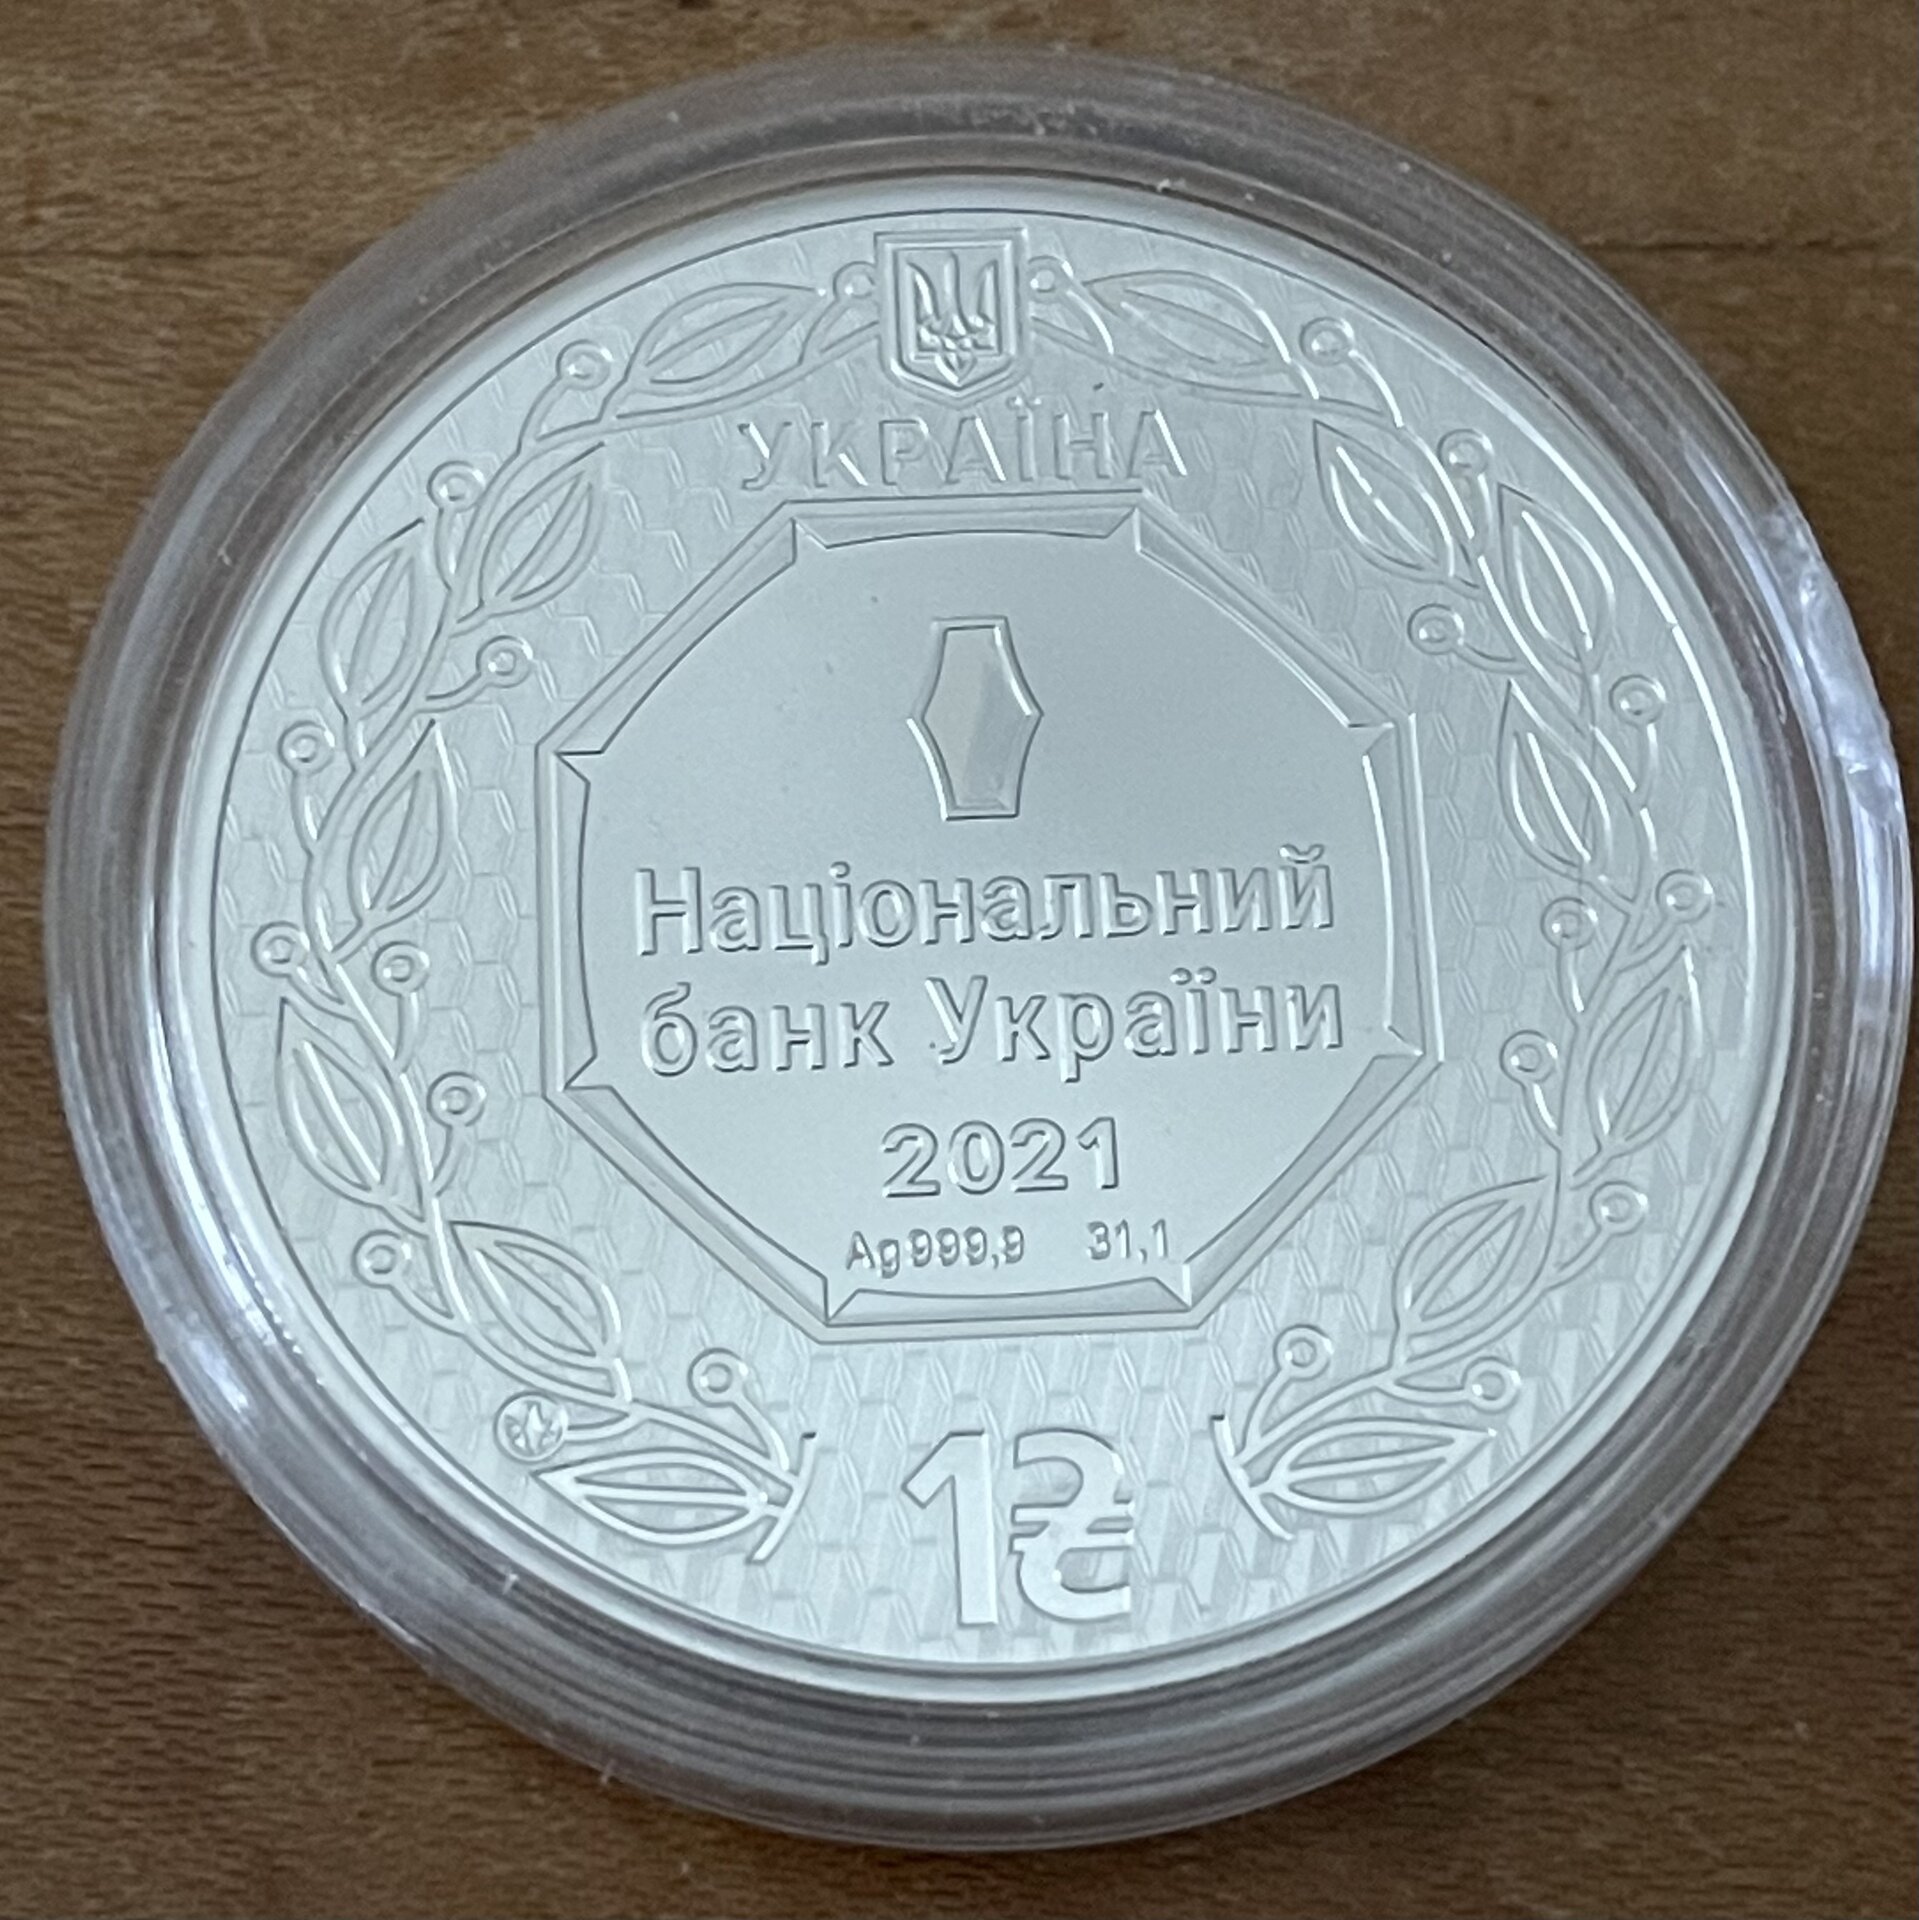 УКРАЇНА
Національний
банк України
2021
Ag 999,9 31,1
1₴